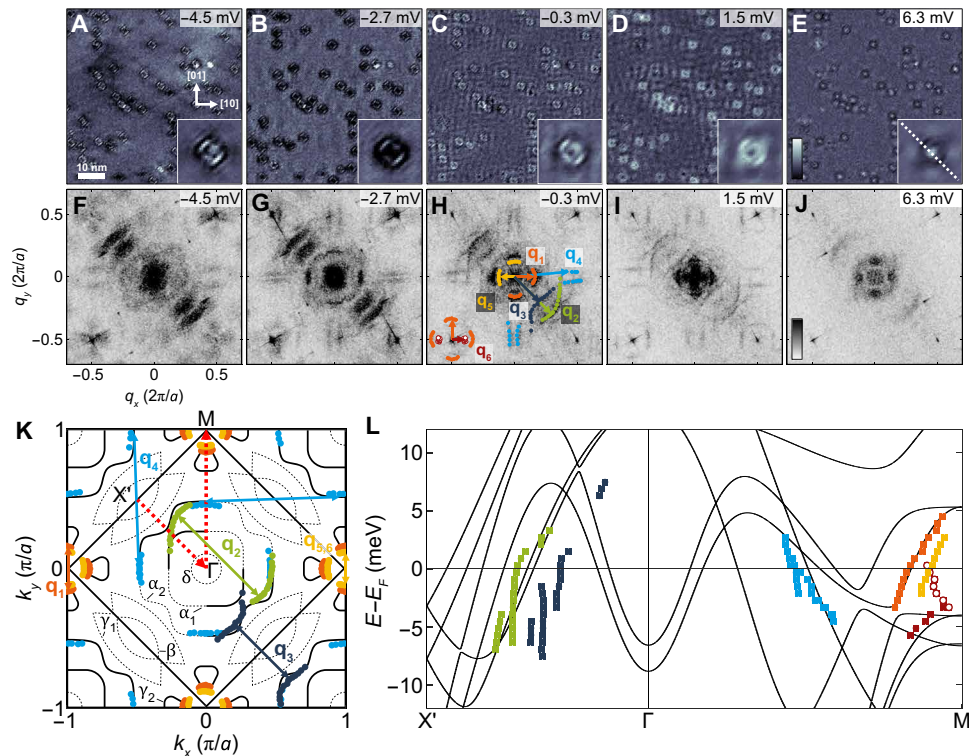 A −4.5 mV
[01]
[10]
10 nm
B −2.7 mV
C −0.3 mV
D 1.5 mV
E 6.3 mV
F −4.5 mV
G −2.7 mV
H −0.3 mV
q1
q4
q5
q3
q2
q6
I 1.5 mV
J 6.3 mV
q_y (2π/a)
0.5
0
−0.5
−0.5 0 0.5
q_x (2π/a)
K
M
1
q4
X'
q2
q5,6
k_y (π/a)
0
δ
Γ
q1
α2
α1
γ1
β
q3
γ2
−1
−1 0 1
k_x (π/a)
L
10
5
0
−5
−10
E−E_F (meV)
X' Γ M